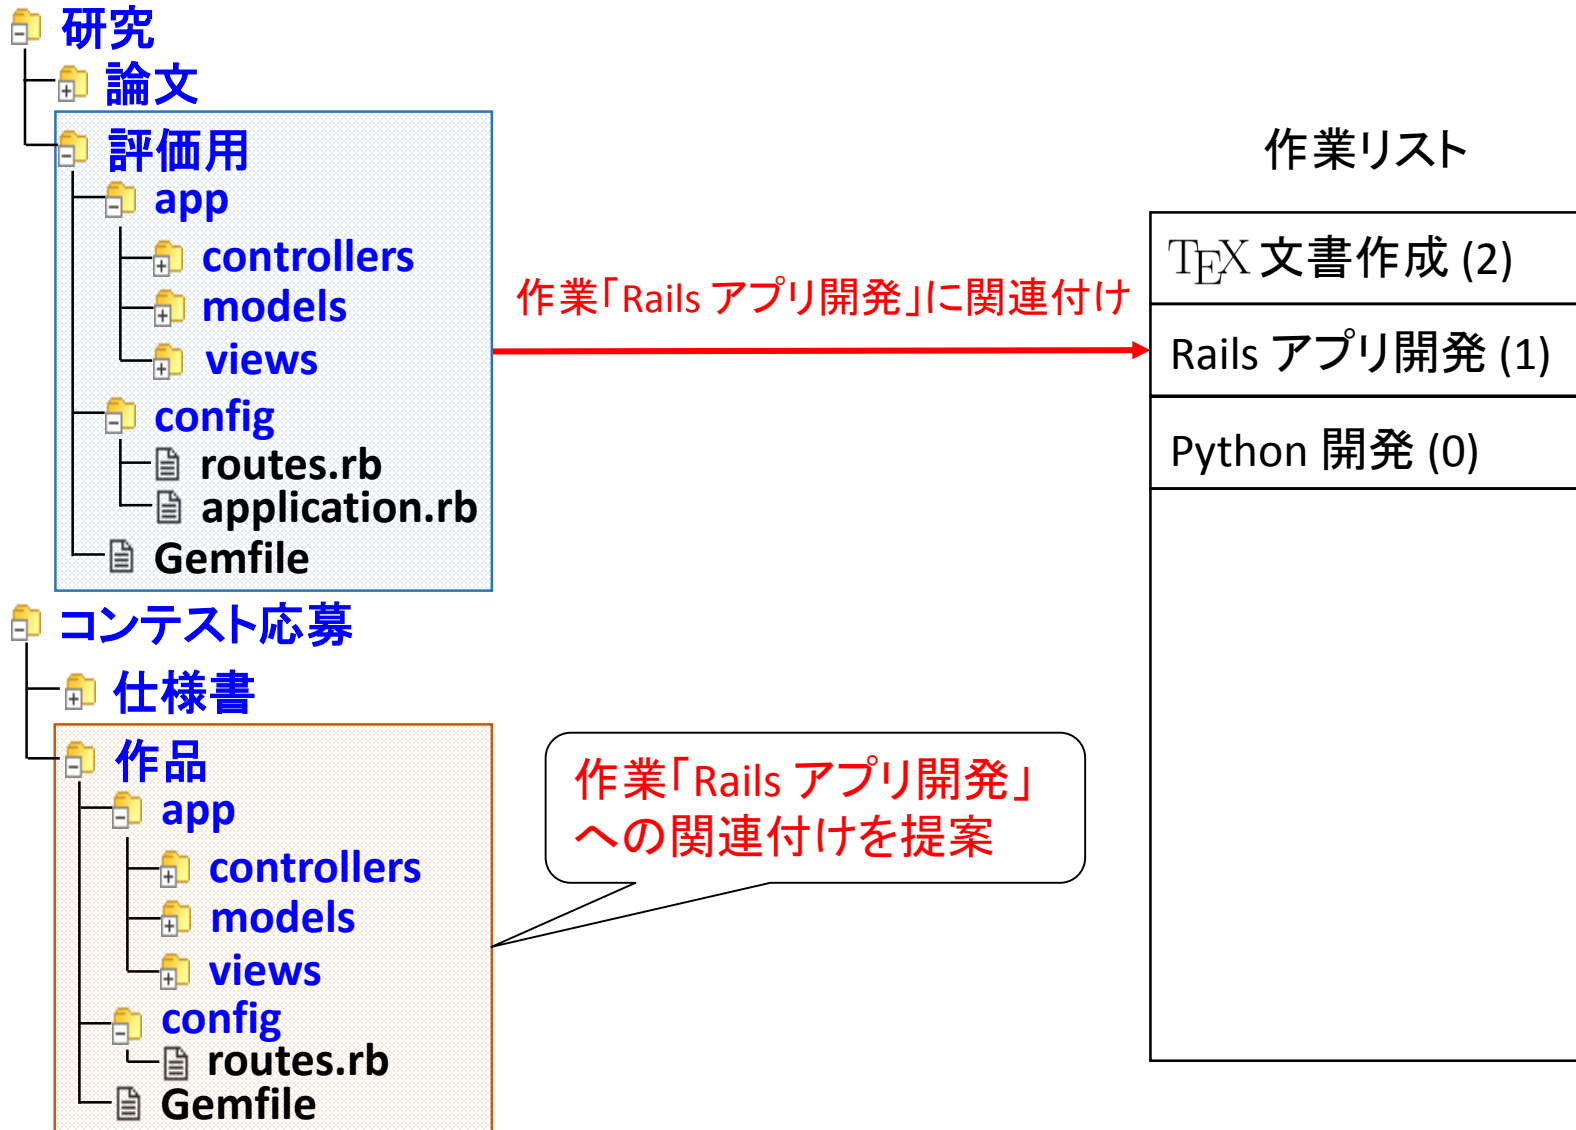 研究
論文
評価用
app
controllers
models
views
config
routes.rb
application.rb
Gemfile
コンテスト応募
仕様書
作品
app
controllers
models
views
config
routes.rb
Gemfile
作業「Rails アプリ開発」に関連付け
作業「Rails アプリ開発」
への関連付けを提案
作業リスト
TEX 文書作成 (2)
Rails アプリ開発 (1)
Python 開発 (0)